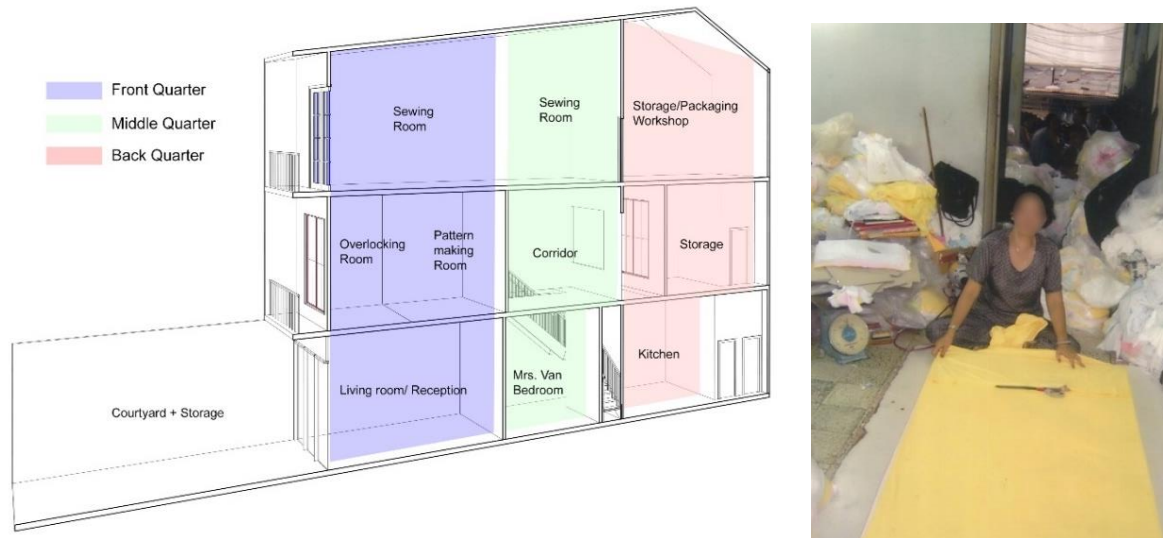 Front Quarter
Middle Quarter
Back Quarter
Sewing
Room
Sewing
Room
Storage/Packaging
Workshop
Overlocking
Room
Pattern
making
Room
Corridor
Storage
Living room/ Reception
Mrs. Van
Bedroom
Kitchen
Courtyard + Storage